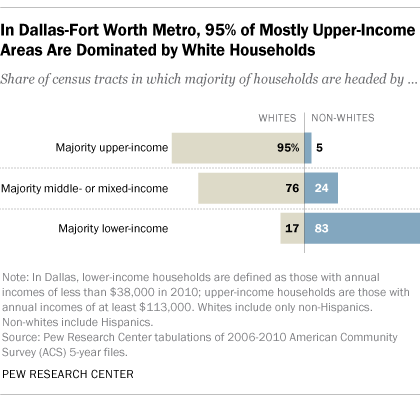 In Dallas-Fort Worth Metro, 95% of Mostly Upper-Income
Areas Are Dominated by White Households
Share of census tracts in which majority of households are headed by ...
WHITES NON-WHITES
Majority upper-income 95% 5
Majority middle- or mixed-income 76 24
Majority lower-income 17 83
Note: In Dallas, lower-income households are defined as those with annual
incomes of less than $38,000 in 2010; upper-income households are those with
annual incomes of at least $113,000. Whites include only non-Hispanics.
Non-whites include Hispanics.
Source: Pew Research Center tabulations of 2006-2010 American Community
Survey (ACS) 5-year files.
PEW RESEARCH CENTER